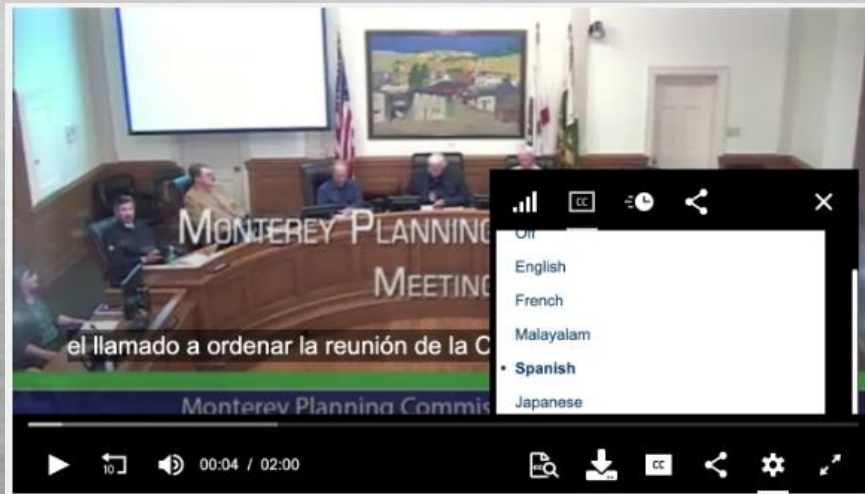 MONTEREY PLANNING
MEETING
el llamado a ordenar la reunión de la C
Monterey Planning Commis
CC
Off
English
French
Malayalam
• Spanish
Japanese
10
00:04 / 02:00
CC
CC